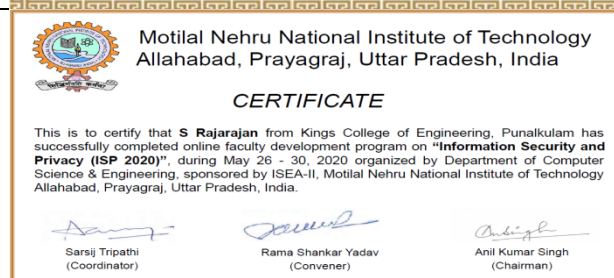 Motilal Nehru National Institute of Technology
Allahabad, Prayagraj, Uttar Pradesh, India
CERTIFICATE
This is to certify that S Rajarajan from Kings College of Engineering, Punalkulam has
successfully completed online faculty development program on “Information Security and
Privacy (ISP 2020)”, during May 26 - 30, 2020 organized by Department of Computer
Science & Engineering, sponsored by ISEA-II, Motilal Nehru National Institute of Technology
Allahabad, Prayagraj, Uttar Pradesh, India.
Sarsij Tripathi Rama Shankar Yadav Anil Kumar Singh
(Coordinator) (Convener) (Chairman)